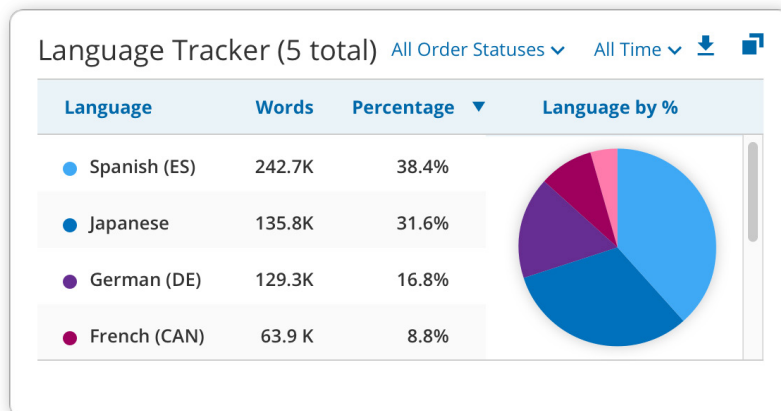 Language Tracker (5 total) All Order Statuses All Time
Language Words Percentage Language by %
Spanish (ES) 242.7K 38.4%
Japanese 135.8K 31.6%
German (DE) 129.3K 16.8%
French (CAN) 63.9 K 8.8%